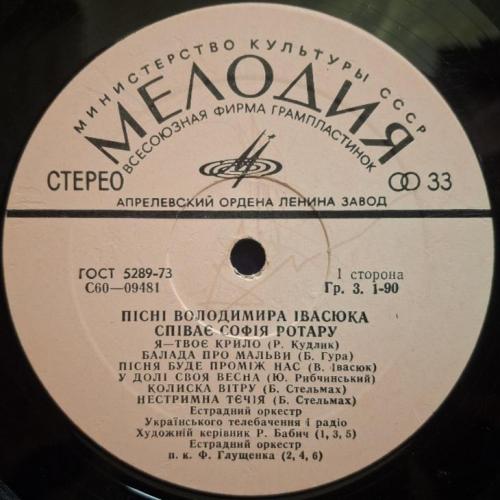 МИНИСТЕРСТВО КУЛЬТУРЫ СССР
МЕЛОДИЯ
ВСЕСОЮЗНАЯ ФИРМА ГРАМПЛАСТИНОК
СТЕРЕО
33
АПРЕЛЕВСКИЙ ОРДЕНА ЛЕНИНА ЗАВОД
ГОСТ 5289-73
С60—09481
1 сторона
Гр. 3. 1-90
ПІСНІ ВОЛОДИМИРА ІВАСЮКА
СПІВАЄ СОФІЯ РОТАРУ
Я—ТВОЄ КРИЛО (Р. Кудлик)
БАЛАДА ПРО МАЛЬВИ (Б. Гура)
ПІСНЯ БУДЕ ПРОМІЖ НАС (В. Івасюк)
У ДОЛІ СВОЯ ВЕСНА (Ю. Рибчинський)
КОЛИСКА ВІТРУ (Б. Стельмах)
НЕСТРИМНА ТЕЧІЯ (Б. Стельмах)
Естрадний оркестр
Українського телебачення і радіо
Художній керівник Р. Бабич (1, 3, 5)
Естрадний оркестр
п. к. Ф. Глущенка (2, 4, 6)